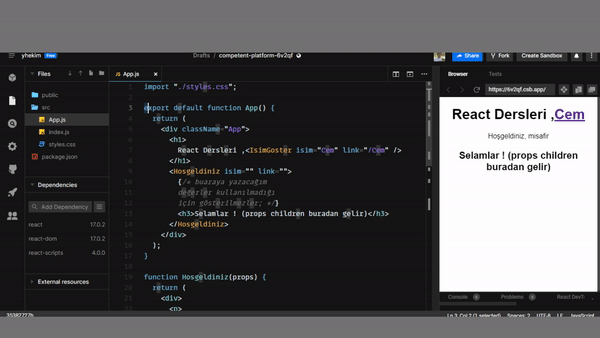 yhekim Free
Drafts / competent-platform-6v2qf
Share
Fork
Create Sandbox
Files
public
src
App.js
index.js
styles.css
package.json
Dependencies
Add Dependency
react 17.0.2
react-dom 17.0.2
react-scripts 4.0.0
External resources
App.js
1 import "./styles.css";
2
3 export default function App() {
4 return (
5 <div className="App">
6 <h1>
7 React Dersleri ,<IsimGoster isim="Cem" link="/Cem" />
8 </h1>
9 <Hosgeldiniz isim="" link="">
10 {/* buaraya yazacağım
11 değerler kullanılmadığı
12 için gösterilmezler; */}
13 <h3>Selamlar ! (props children buradan gelir)</h3>
14 </Hosgeldiniz>
15 </div>
16 );
17 }
18
19 function Hosgeldiniz(props) {
20 return (
21 <div>
22 <p>
Browser Tests
https://6v2qf.csb.app/
React Dersleri ,Cem
Hoşgeldiniz, misafir
Selamlar ! (props children
buradan gelir)
Console 0 Problems 0 React DevT
Ln 3, Col 2 (1 selected) Spaces: 2 UTF-8 LF JavaScript